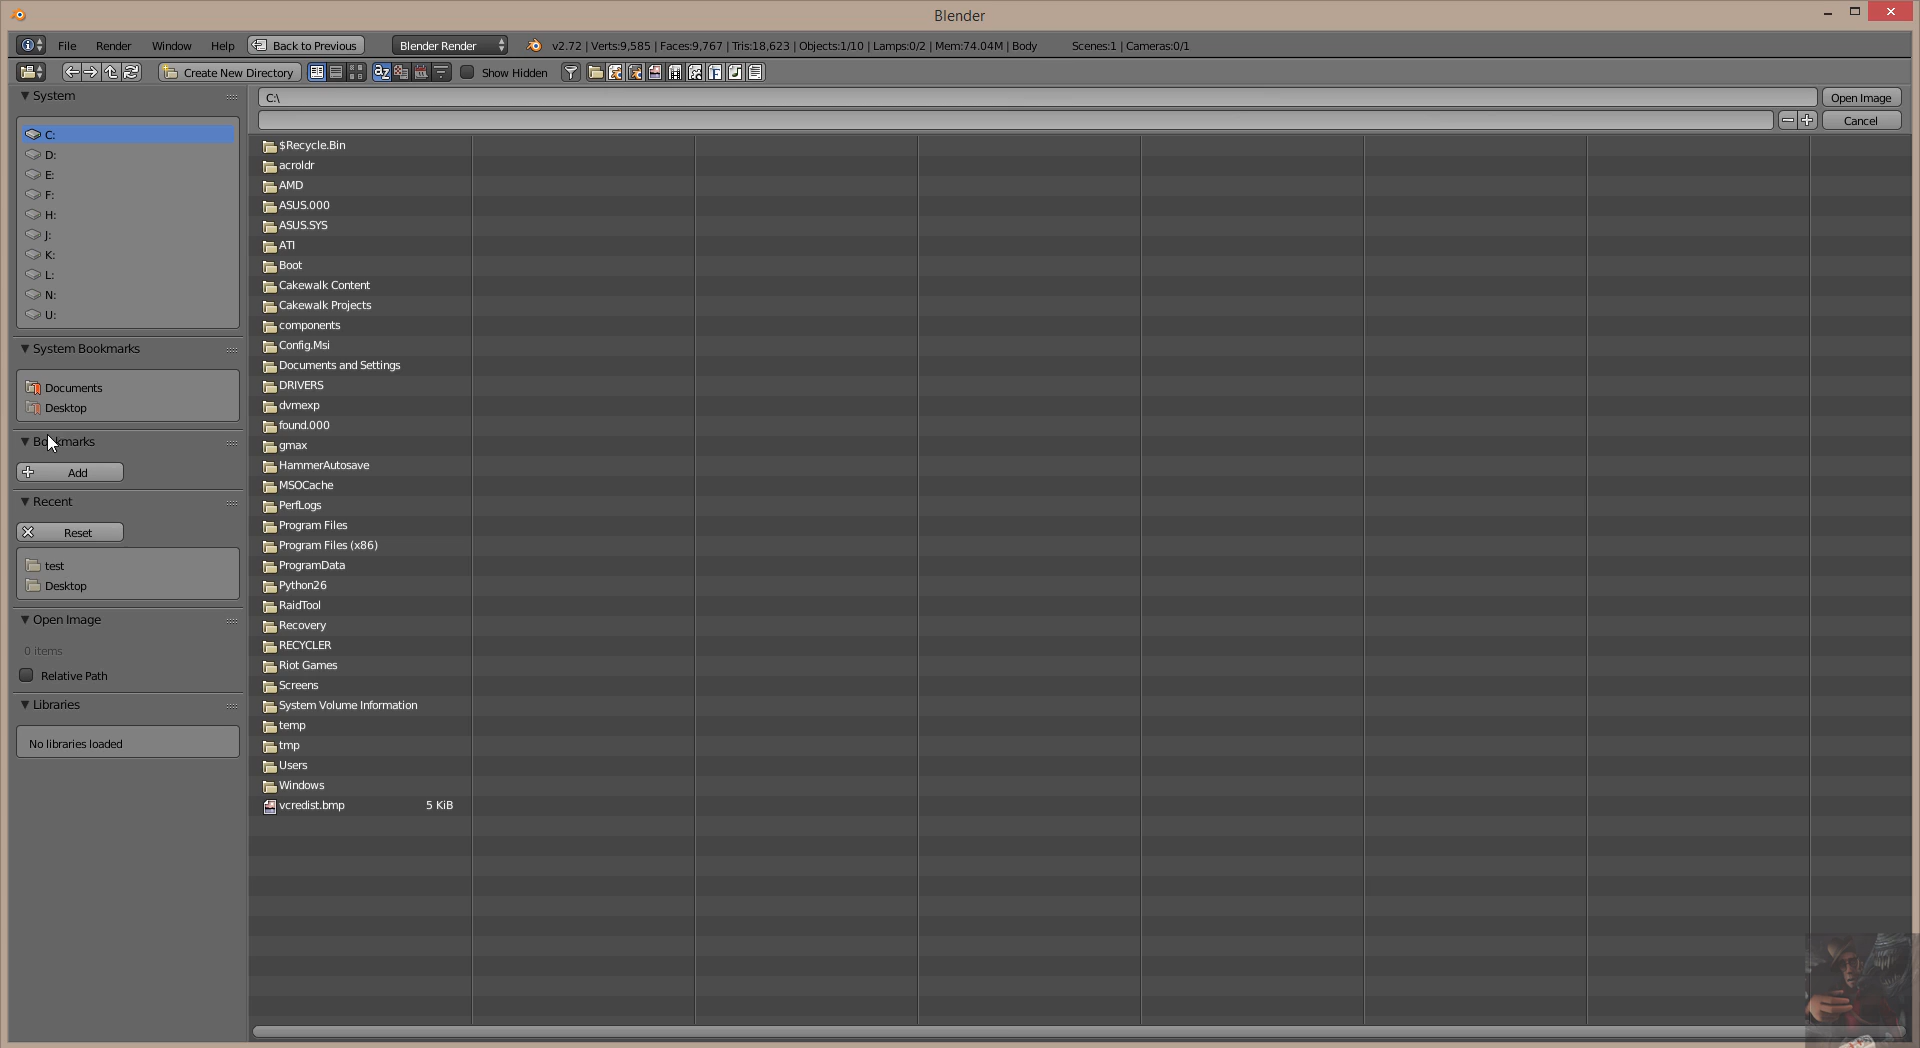 Blender
File Render Window Help Back to Previous Blender Render v2.72 | Verts:9,585 | Faces:9,767 | Tris:18,623 | Objects:1/10 | Lamps:0/2 | Mem:74.04M | Body Scenes:1 | Cameras:0/1
Create New Directory Show Hidden
System
C:
D:
E:
F:
H:
J:
K:
L:
N:
U:
System Bookmarks
Documents
Desktop
Bookmarks
Add
Recent
Reset
test
Desktop
Open Image
0 items
Relative Path
Libraries
No libraries loaded
C:\ Open Image
Cancel
$Recycle.Bin
acroldr
AMD
ASUS.000
ASUS.SYS
ATI
Boot
Cakewalk Content
Cakewalk Projects
components
Config.Msi
Documents and Settings
DRIVERS
dvmexp
found.000
gmax
HammerAutosave
MSOCache
PerfLogs
Program Files
Program Files (x86)
ProgramData
Python26
RaidTool
Recovery
RECYCLER
Riot Games
Screens
System Volume Information
temp
tmp
Users
Windows
vcredist.bmp 5 KiB